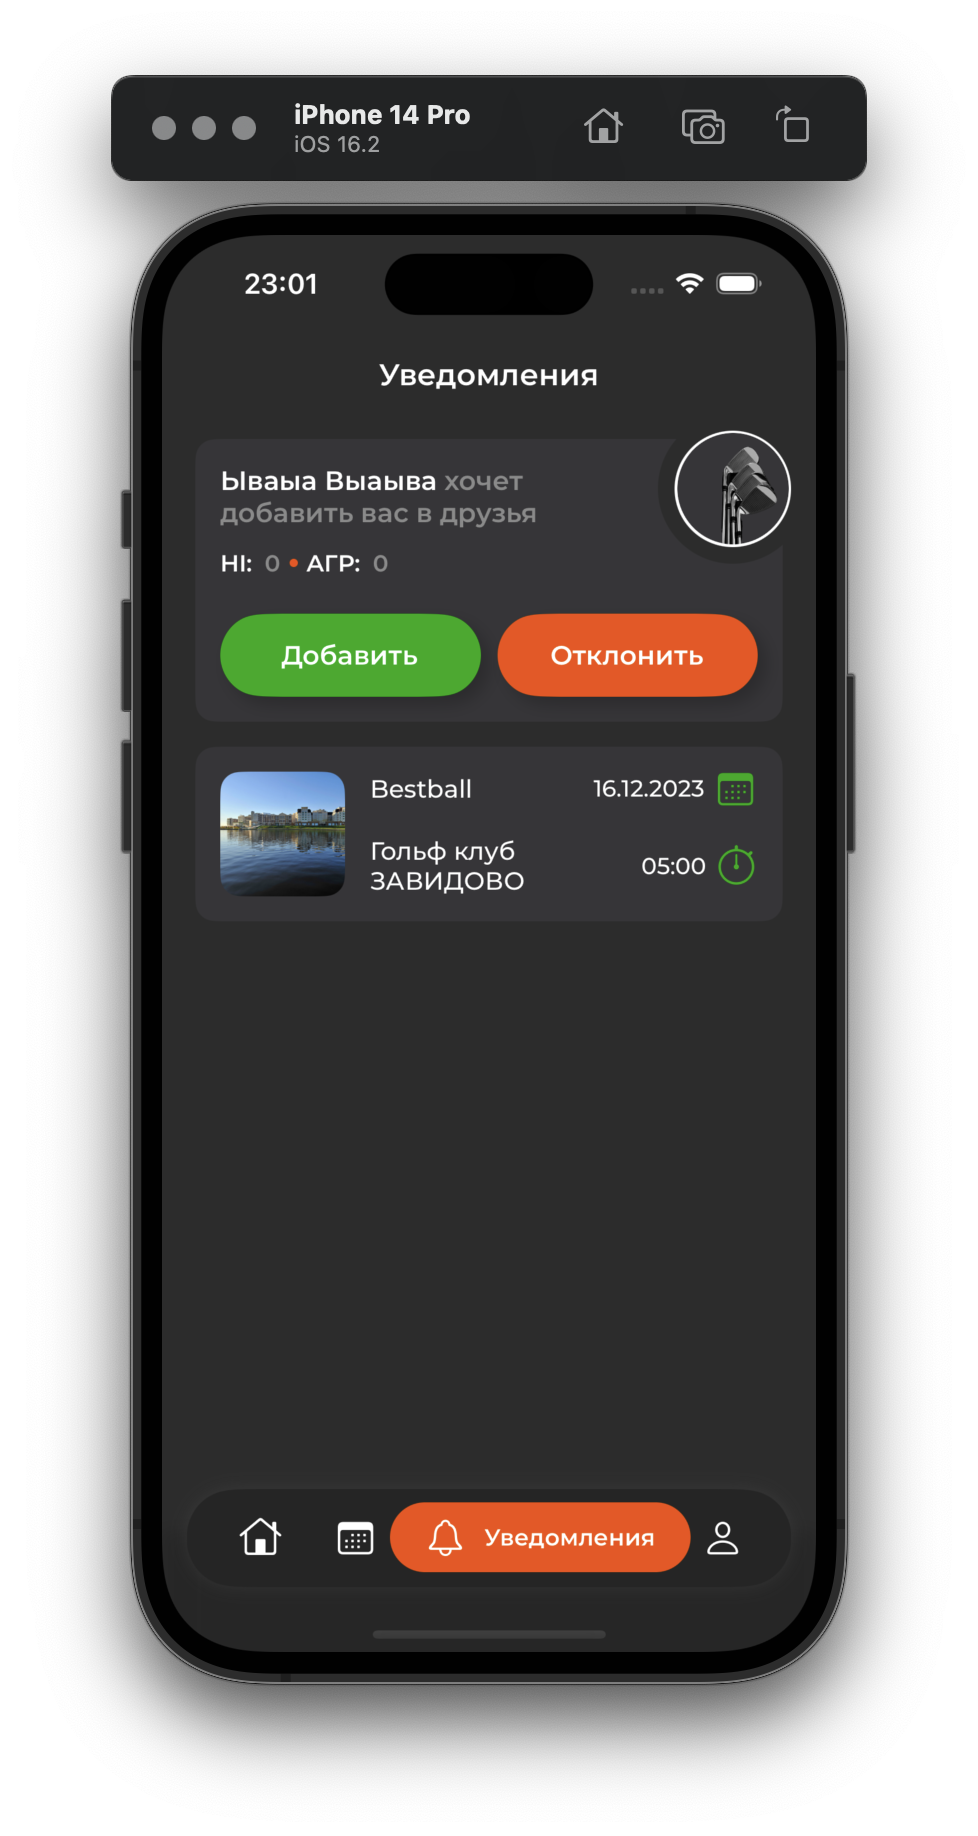 iPhone 14 Pro
iOS 16.2
23:01
Уведомления
Ываыа Выаыва хочет
добавить вас в друзья
HI: 0 • АГР: 0
Добавить Отклонить
Bestball 16.12.2023
Гольф клуб
ЗАВИДОВО
05:00
Уведомления